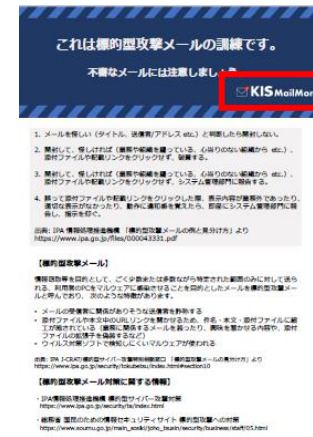 これは標的型攻撃メールの訓練です。
不審なメールには注意しまし
KIS MailMon
1. メールを怪しい（タイトル、送信者/アドレス etc.）と判断したら開封しない。
2. 開封して、怪しければ（業務や組織を騙っている、心当りのない組織から etc.）、
添付ファイルや記載リンクをクリックせず、破棄する。
3. 開封して、怪しければ（業務や組織を騙っている、心当りのない組織から etc.）、
添付ファイルや記載リンクをクリックせず、システム管理部門に報告する。
4. 誤って添付ファイルや記載リンクをクリックした際、表示内容が業務外であったり、
適切な表示がなかったり、動作に違和感を覚えたら、即座にシステム管理部門に報
告し、指示を仰ぐ。
出典: IPA 情報処理推進機構 「標的型攻撃メールの例と見分け方」より
https://www.ipa.go.jp/files/000043331.pdf
【標的型攻撃メール】
情報窃取等を目的として、ごく少数または多数ながら特定された範囲のみに対して送ら
れる、利用者のPCをマルウェアに感染させることを目的としたメールを標的型攻撃メー
ルと呼んでおり、次のような特徴があります。
・メールの受信者に関係がありそうな送信者を詐称する
・添付ファイルや本文中のURLリンクを開かせるため、件名・本文・添付ファイルに細
工が施されている（業務に関係するメールを装ったり、興味を惹かせる内容や、添付
ファイルの拡張子を偽装するなど）
・ウイルス対策ソフトで検知しにくいマルウェアが使われる
出典: IPA J-CRAT/標的型サイバー攻撃特別相談窓口 「標的型攻撃メールの見分け方」より
https://www.ipa.go.jp/security/tokubetsu/index.html#section10
【標的型攻撃メール対策に関する情報】
・IPA情報処理推進機構 標的型サイバー攻撃対策
https://www.ipa.go.jp/security/ta/index.html
・総務省 国民のための情報セキュリティサイト 標的型攻撃への対策
https://www.soumu.go.jp/main_sosiki/joho_tsusin/security/business/staff/05.html